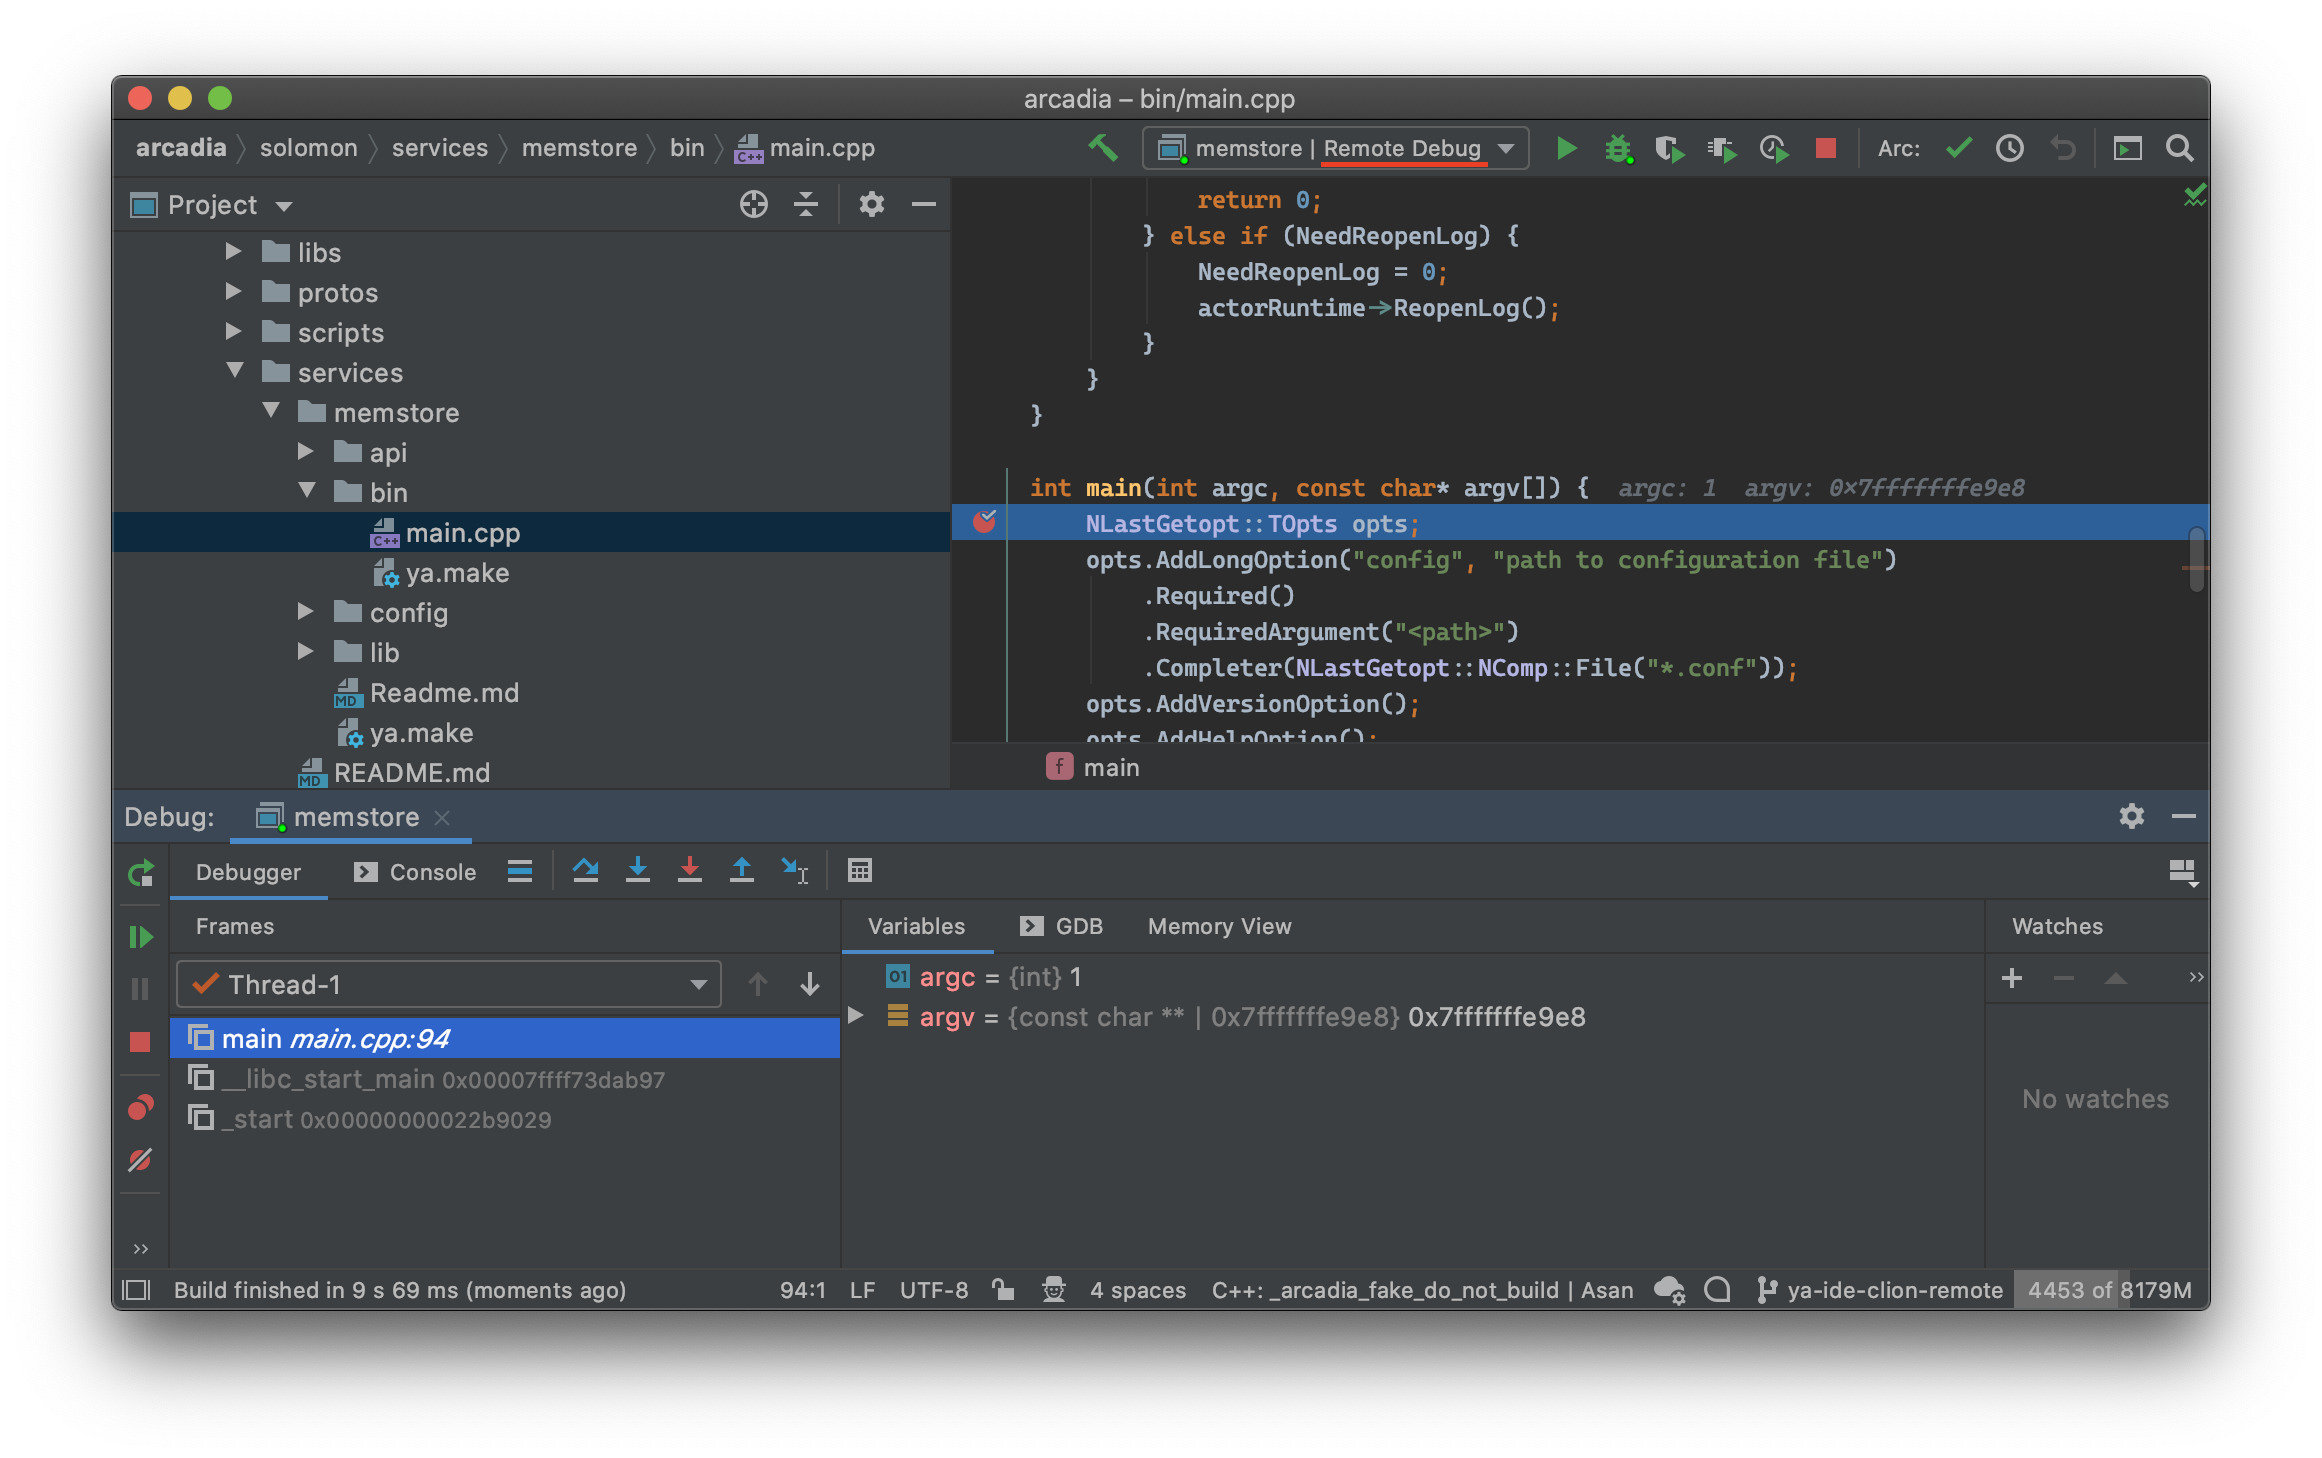 arcadia – bin/main.cpp
arcadia solomon services memstore bin main.cpp
memstore | Remote Debug
Arc:
Project
libs
protos
scripts
services
memstore
api
bin
main.cpp
ya.make
config
lib
Readme.md
ya.make
README.md
return 0;
} else if (NeedReopenLog) {
NeedReopenLog = 0;
actorRuntime->ReopenLog();
}
}
}
int main(int argc, const char* argv[]) { argc: 1 argv: 0x7fffffffe9e8
NLastGetopt::TOpts opts;
opts.AddLongOption("config", "path to configuration file")
.Required()
.RequiredArgument("<path>")
.Completer(NLastGetopt::NComp::File("*.conf"));
opts.AddVersionOption();
opts.AddHelpOption();
f main
Debug: memstore
Debugger Console
Frames
Thread-1
main main.cpp:94
__libc_start_main 0x00007ffff73dab97
_start 0x00000000022b9029
Variables GDB Memory View
argc = {int} 1
argv = {const char ** | 0x7fffffffe9e8} 0x7fffffffe9e8
Watches
No watches
Build finished in 9 s 69 ms (moments ago) 94:1 LF UTF-8 4 spaces C++: _arcadia_fake_do_not_build | Asan ya-ide-clion-remote 4453 of 8179M